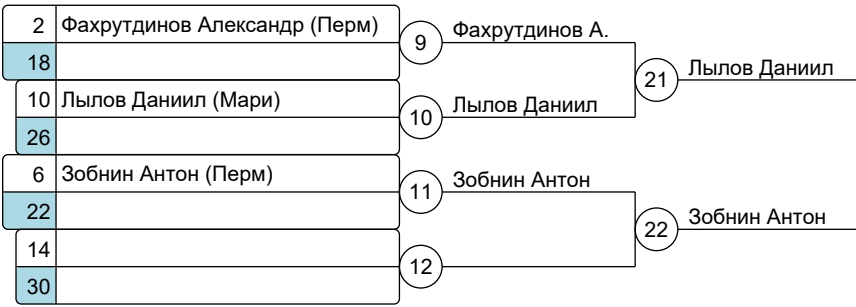 2 Фахрутдинов Александр (Перм)
9 Фахрутдинов А.
18
21 Лылов Даниил
10 Лылов Даниил (Мари)
10 Лылов Даниил
26
6 Зобнин Антон (Перм)
11 Зобнин Антон
22
22 Зобнин Антон
14
12
30